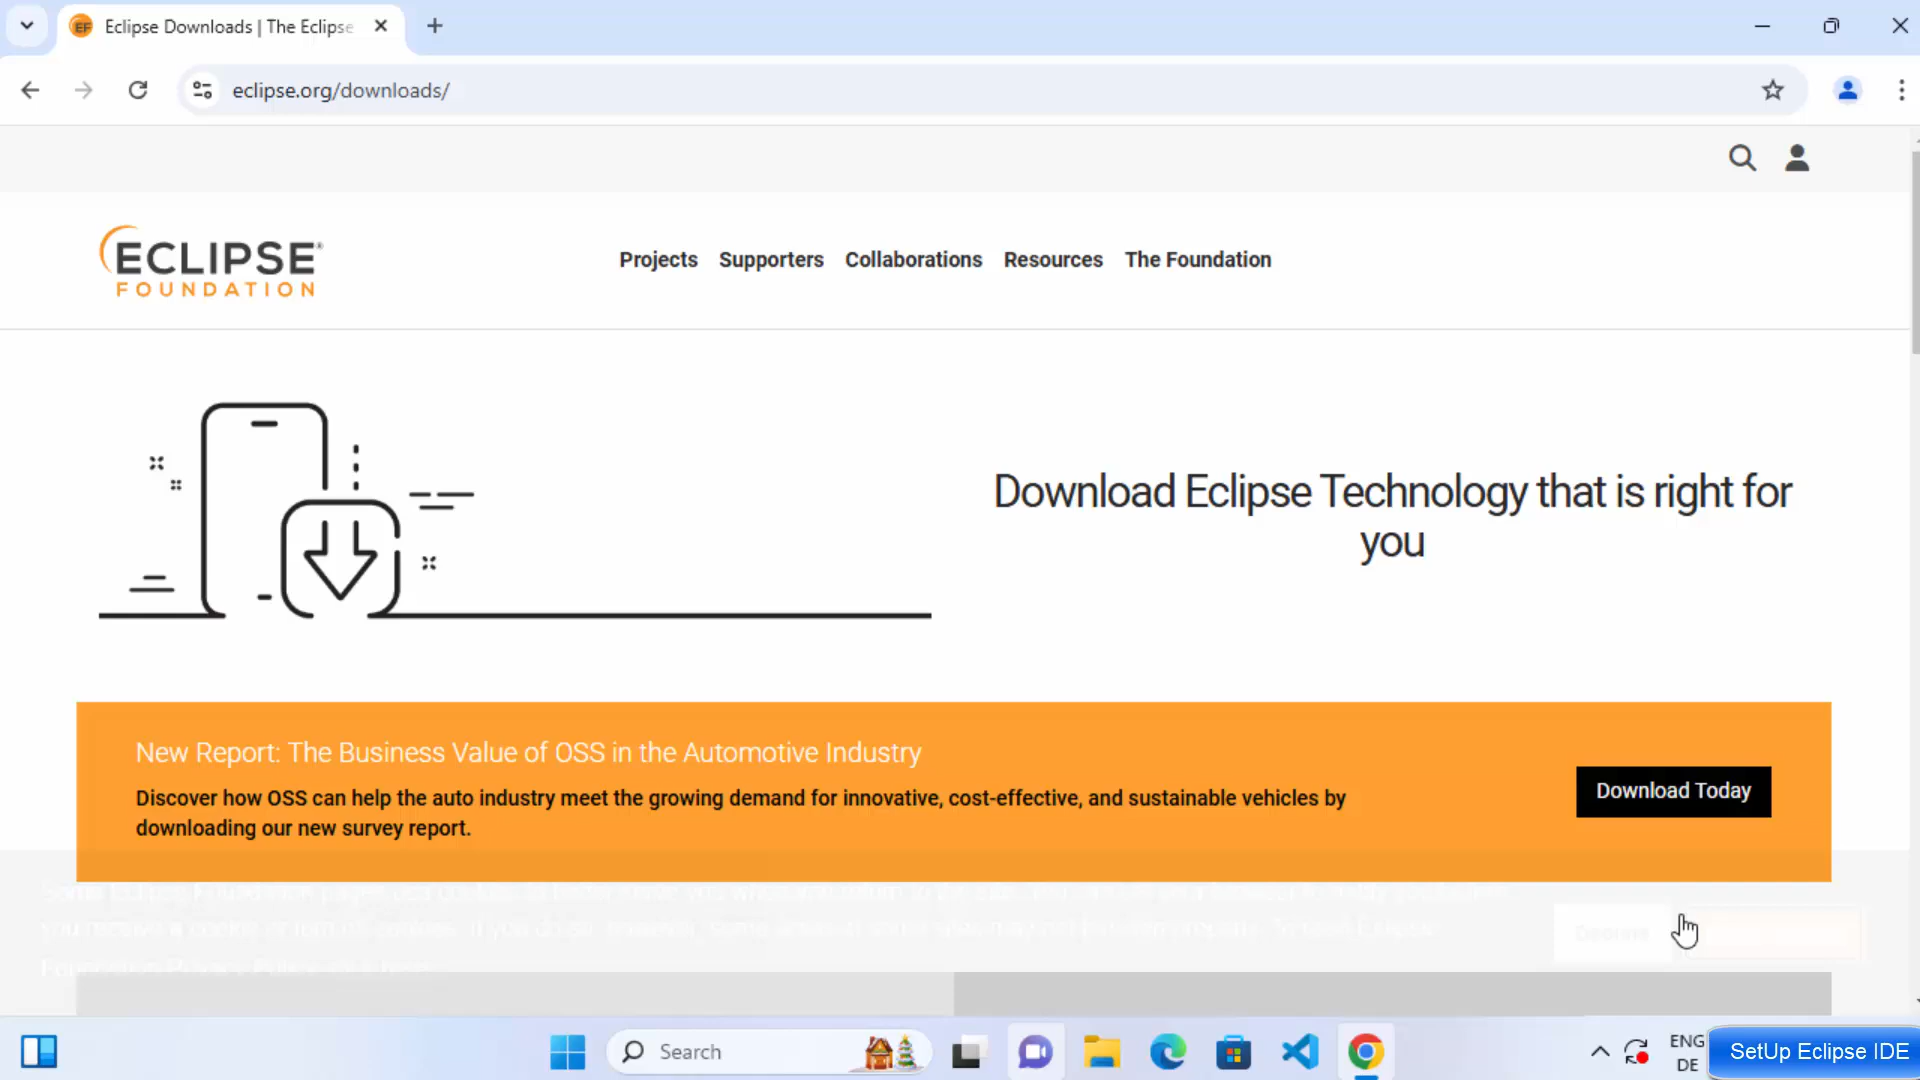 Eclipse Downloads | The Eclipse
eclipse.org/downloads/
ECLIPSE
FOUNDATION
Projects Supporters Collaborations Resources The Foundation
Download Eclipse Technology that is right for
you
New Report: The Business Value of OSS in the Automotive Industry
Discover how OSS can help the auto industry meet the growing demand for innovative, cost-effective, and sustainable vehicles by
downloading our new survey report.
Download Today
Search
ENG
DE
SetUp Eclipse IDE